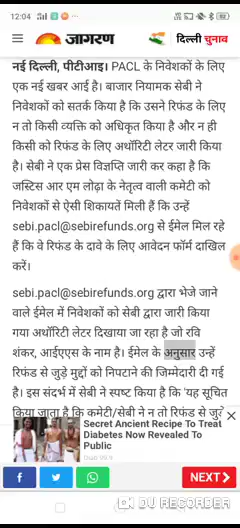 12:04
जागरण
दिल्ली चुनाव
नई दिल्ली, पीटीआइ। PACL के निवेशकों के लिए
एक नई खबर आई है। बाजार नियामक सेबी ने
निवेशकों को सतर्क किया है कि उसने रिफंड के लिए
न तो किसी व्यक्ति को अधिकृत किया है और न ही
किसी को रिफंड के लिए अथॉरिटी लेटर जारी किया
है। सेबी ने एक प्रेस विज्ञप्ति जारी कर कहा है कि
जस्टिस आर एम लोढ़ा के नेतृत्व वाली कमेटी को
निवेशकों से ऐसी शिकायतें मिली हैं कि उन्हें
sebi.pacl@sebirefunds.org से ईमेल मिल रहे
हैं कि वे रिफंड के दावे के लिए आवेदन फॉर्म दाखिल
करें।
sebi.pacl@sebirefunds.org द्वारा भेजे जाने
वाले ईमेल में निवेशकों को सेबी द्वारा जारी किया
गया अथॉरिटी लेटर दिखाया जा रहा है जो रवि
शंकर, आईएएस के नाम है। ईमेल के अनुसार उन्हें
रिफंड से जुड़े मुद्दों को निपटाने की जिम्मेदारी दी गई
है। इस संदर्भ में सेबी ने स्पष्ट किया है कि 'यह सूचित
किया जाता है कि कमेटी/सेबी ने न तो रिफंड से जुड़े
Secret Ancient Recipe To Treat
Diabetes Now Revealed To
Public
NEXT
DU RECORDER